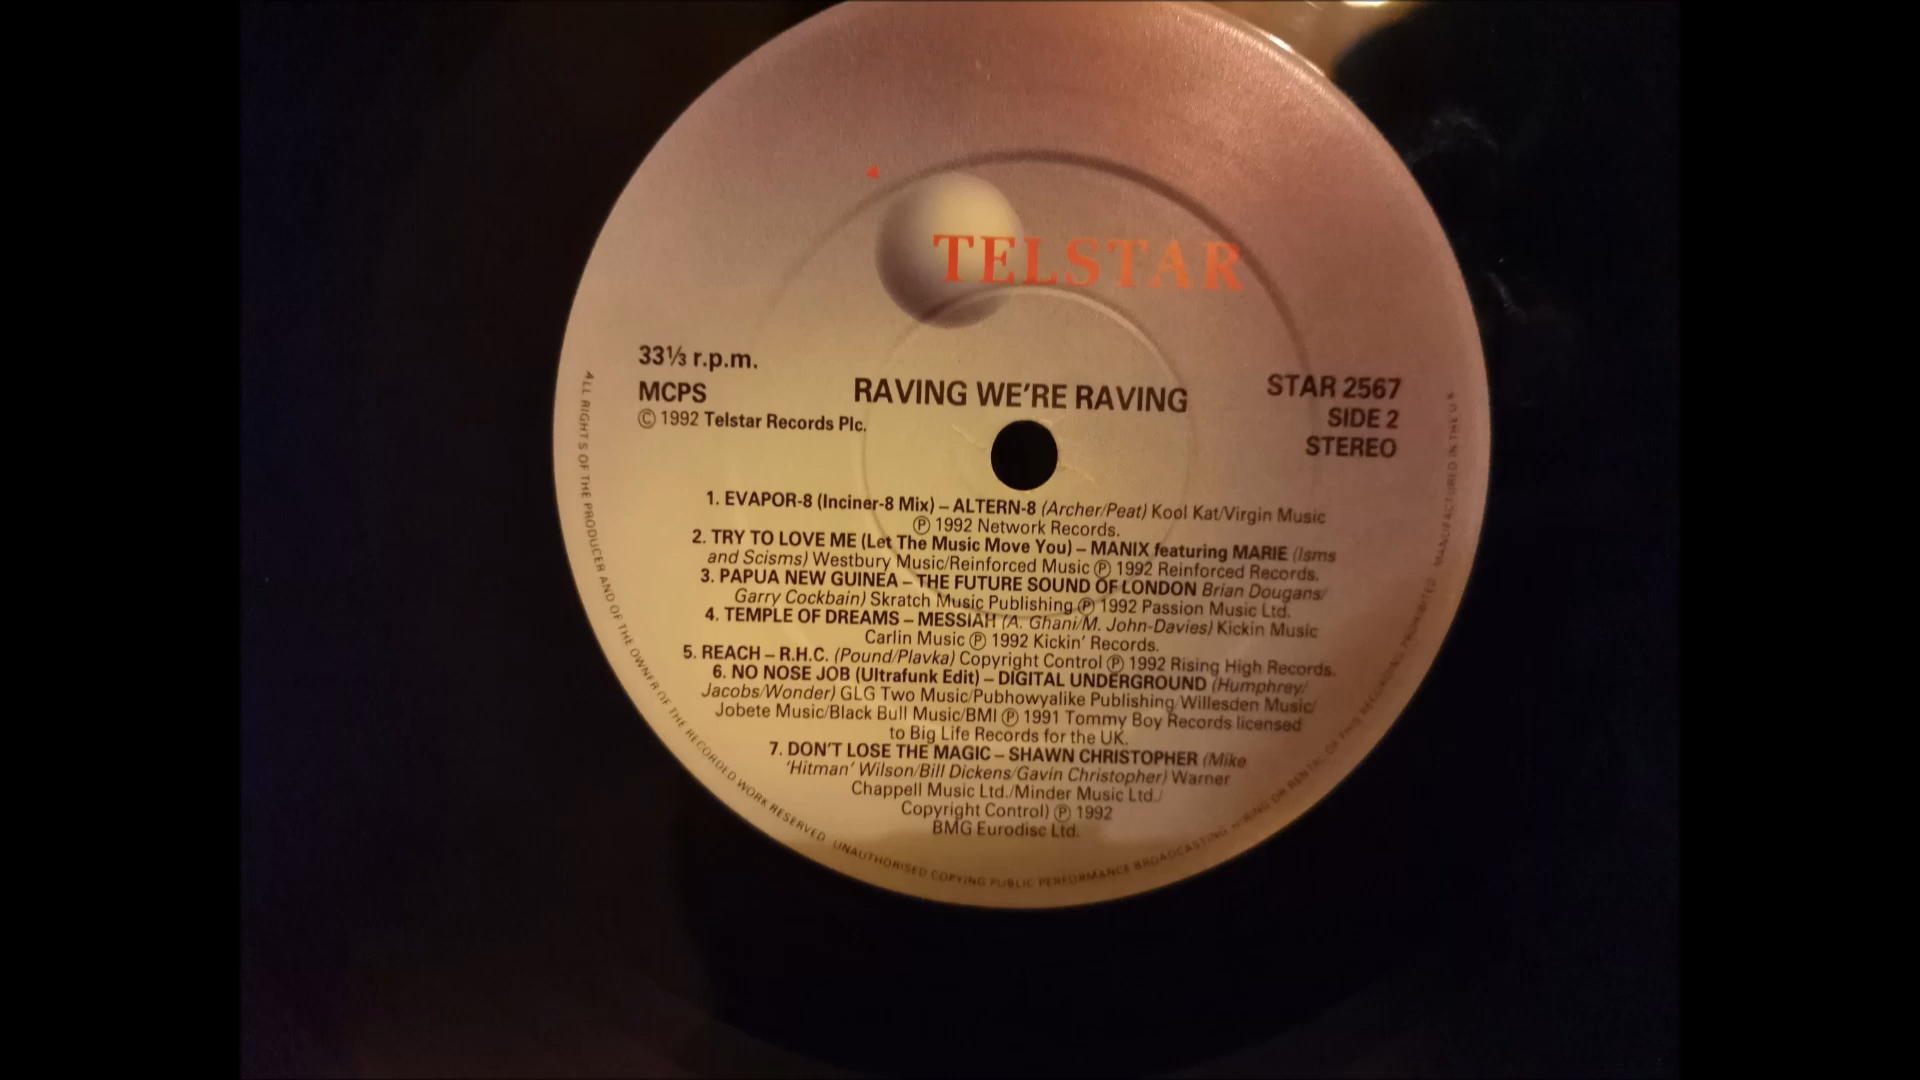 TELSTAR
33⅓ r.p.m.
MCPS
© 1992 Telstar Records Plc.
RAVING WE'RE RAVING
STAR 2567
SIDE 2
STEREO
1. EVAPOR-8 (Inciner-8 Mix) – ALTERN-8 (Archer/Peat) Kool Kat/Virgin Music
℗ 1992 Network Records.
2. TRY TO LOVE ME (Let The Music Move You) – MANIX featuring MARIE (Isms
and Scisms) Westbury Music/Reinforced Music ℗ 1992 Reinforced Records.
3. PAPUA NEW GUINEA – THE FUTURE SOUND OF LONDON Brian Dougans/
Garry Cockbain) Skratch Music Publishing ℗ 1992 Passion Music Ltd.
4. TEMPLE OF DREAMS – MESSIAH (A. Ghani/M. John-Davies) Kickin Music
Carlin Music ℗ 1992 Kickin' Records.
5. REACH – R.H.C. (Pound/Plavka) Copyright Control ℗ 1992 Rising High Records.
6. NO NOSE JOB (Ultrafunk Edit) – DIGITAL UNDERGROUND (Humphrey/
Jacobs/Wonder) GLG Two Music/Pubhowyalike Publishing/Willesden Music/
Jobete Music/Black Bull Music/BMI ℗ 1991 Tommy Boy Records licensed
to Big Life Records for the UK.
7. DON'T LOSE THE MAGIC – SHAWN CHRISTOPHER (Mike
'Hitman' Wilson/Bill Dickens/Gavin Christopher) Warner
Chappell Music Ltd./Minder Music Ltd./
Copyright Control) ℗ 1992
BMG Eurodisc Ltd.
ALL RIGHTS OF THE PRODUCER AND OF THE OWNER OF THE RECORDED WORK RESERVED UNAUTHORISED COPYING PUBLIC PERFORMANCE BROADCASTING HIRING OR RENTAL OF THIS RECORDING PROHIBITED. MANUFACTURED IN THE U.K.